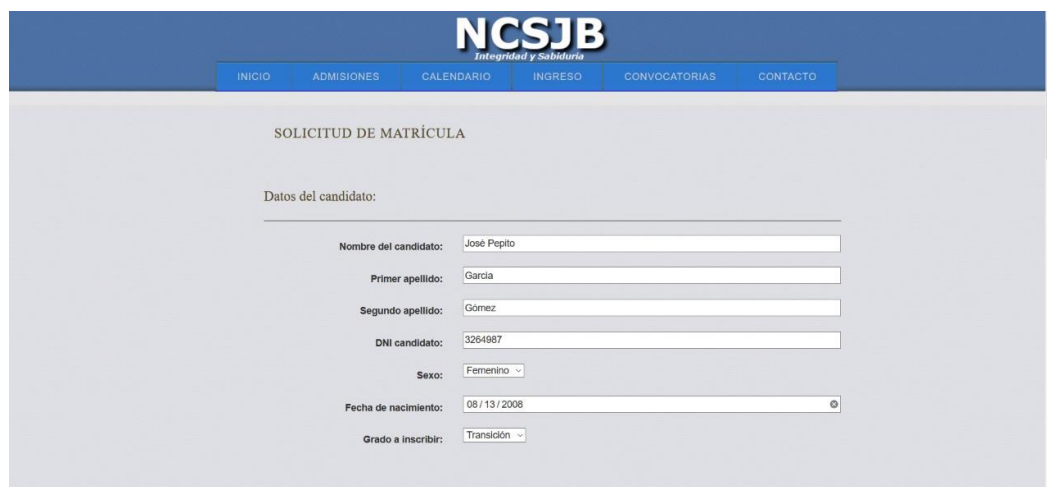 NCSJB
Integridad y Sabiduría
INICIO ADMISIONES CALENDARIO INGRESO CONVOCATORIAS CONTACTO
SOLICITUD DE MATRÍCULA
Datos del candidato:
Nombre del candidato: José Pepito
Primer apellido: Garcia
Segundo apellido: Gómez
DNI candidato: 3264987
Sexo: Femenino
Fecha de nacimiento: 08 / 13 / 2008
Grado a inscribir: Transición